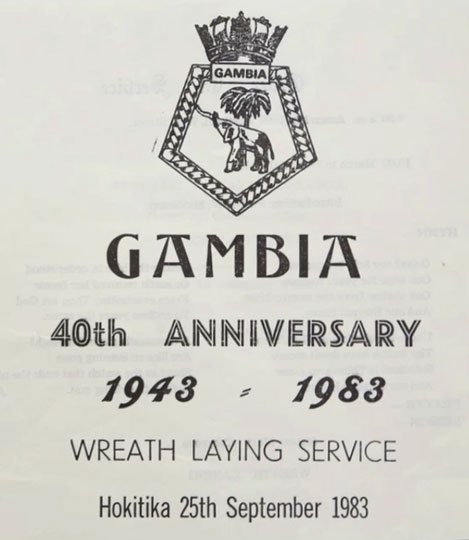 GAMBIA
GAMBIA
40th ANNIVERSARY
1943 - 1983
WREATH LAYING SERVICE
Hokitika 25th September 1983